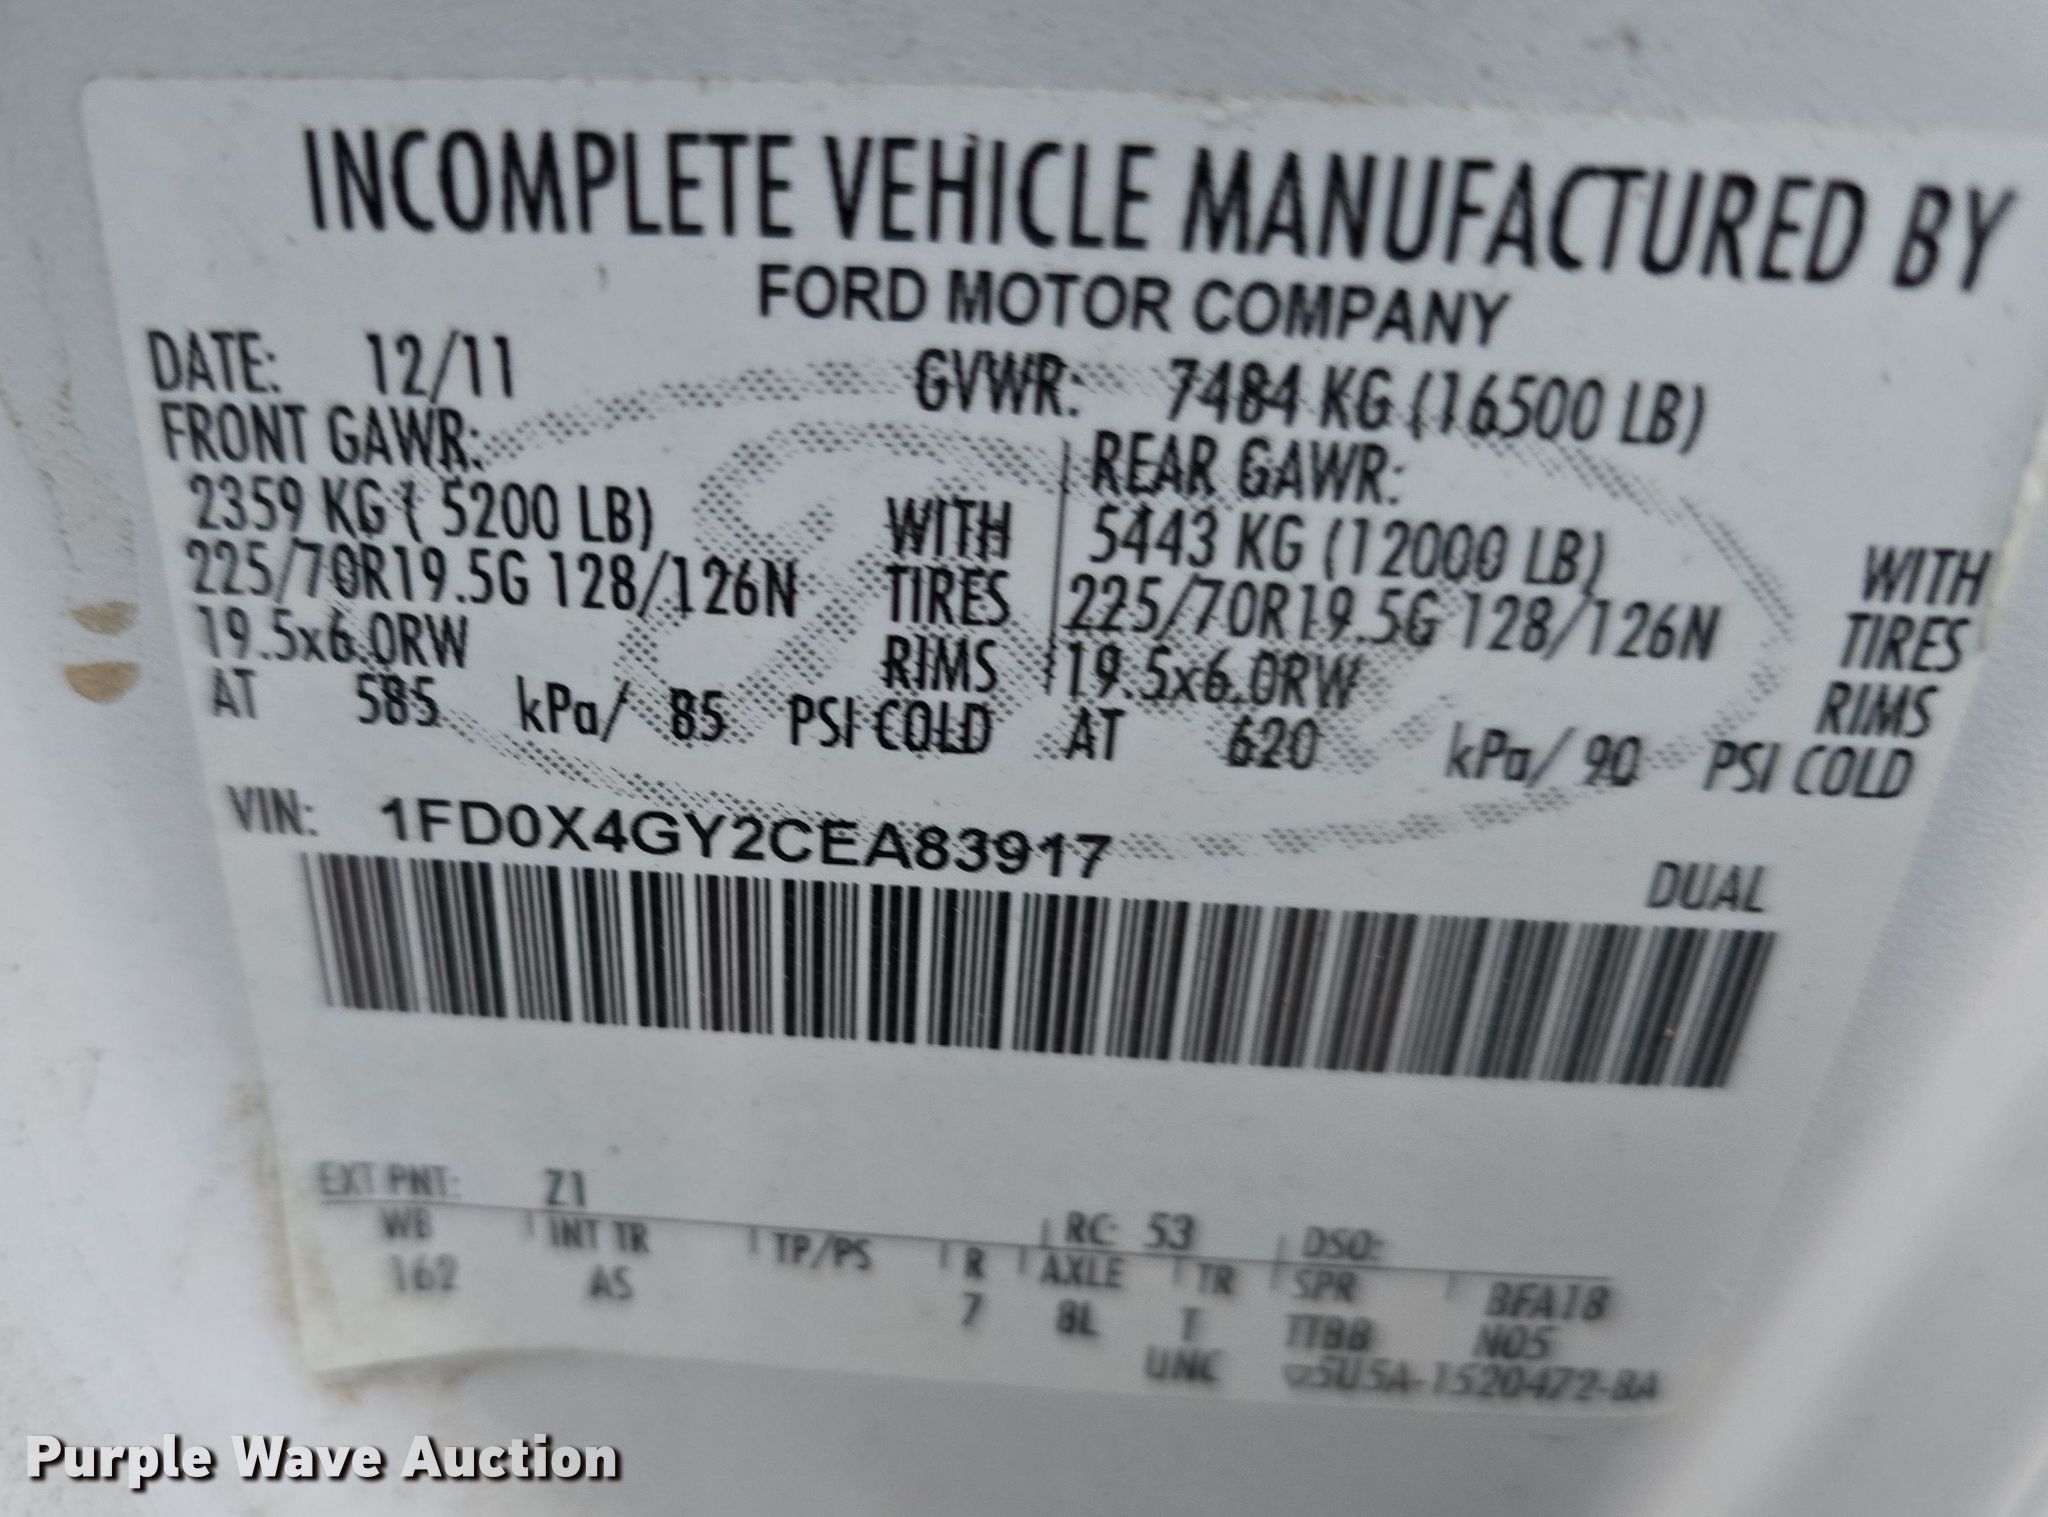 INCOMPLETE VEHICLE MANUFACTURED BY
FORD MOTOR COMPANY
DATE: 12/11 GVWR: 7484 KG (16500 LB)
FRONT GAWR: REAR GAWR:
2359 KG ( 5200 LB) WITH 5443 KG (12000 LB) WITH
225/70R19.5G 128/126N TIRES 225/70R19.5G 128/126N TIRES
19.5x6.0RW RIMS 19.5x6.0RW RIMS
AT 585 kPa/ 85 PSI COLD AT 620 kPa/ 90 PSI COLD
VIN: 1FD0X4GY2CEA83917
DUAL
EXT PNT: Z1 RC: 53 DSO:
WB INT TR TP/PS R AXLE TR SPR BFA18
162 AS 7 8L T TTBB N05
UNC 5U5A-1520472-BA
Purple Wave Auction